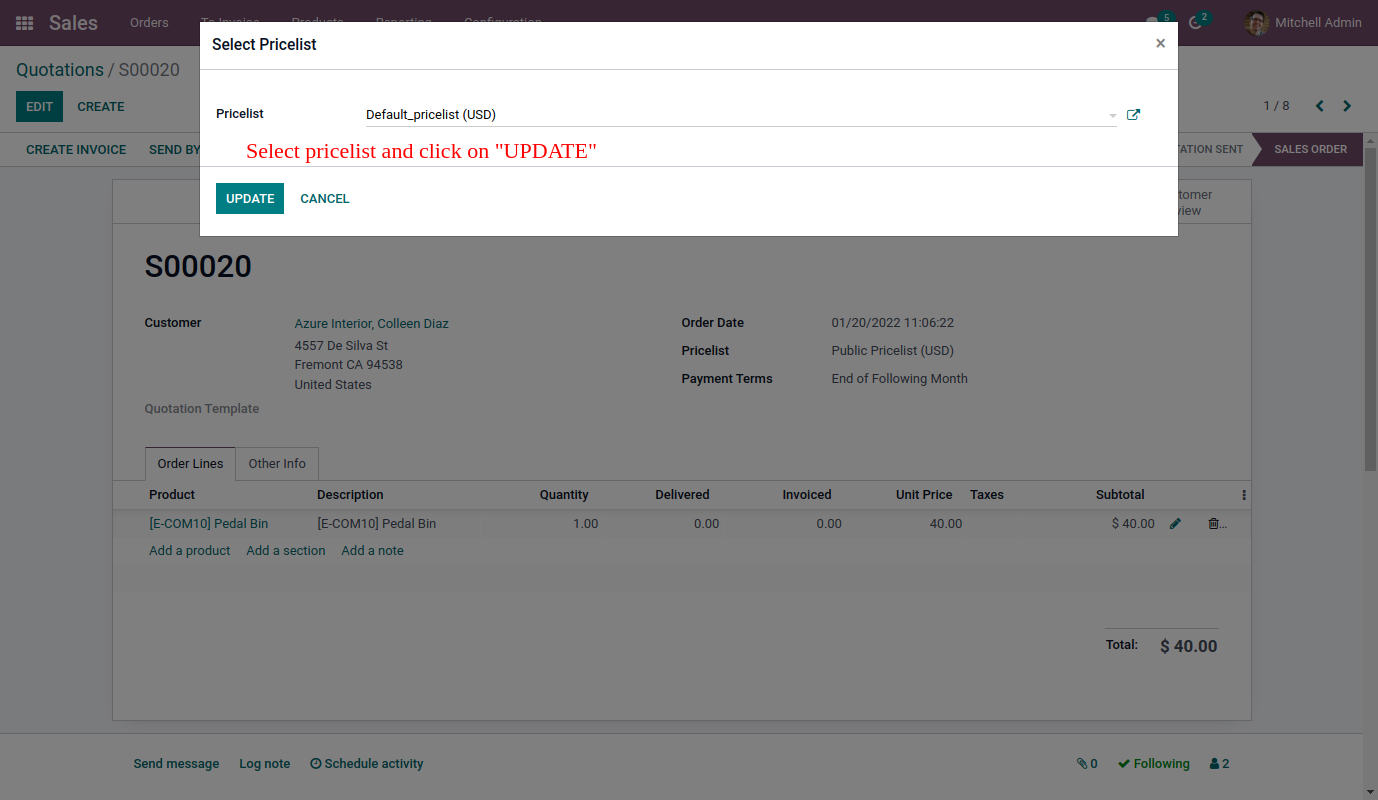 Sales Orders To Invoice Products Reporting Configuration 5 2 Mitchell Admin
Select Pricelist ×
Quotations / S00020
EDIT CREATE 1 / 8
Pricelist Default_pricelist (USD)
CREATE INVOICE SEND BY TATION SENT SALES ORDER
Select pricelist and click on "UPDATE"
UPDATE CANCEL
tomer
view
S00020
Customer Azure Interior, Colleen Diaz
4557 De Silva St
Fremont CA 94538
United States
Order Date 01/20/2022 11:06:22
Pricelist Public Pricelist (USD)
Payment Terms End of Following Month
Quotation Template
Order Lines Other Info
Product Description Quantity Delivered Invoiced Unit Price Taxes Subtotal
[E-COM10] Pedal Bin [E-COM10] Pedal Bin 1.00 0.00 0.00 40.00 $ 40.00 ...
Add a product Add a section Add a note
Total: $ 40.00
Send message Log note Schedule activity 0 Following 2